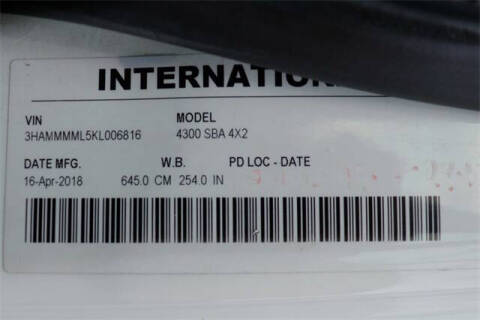 INTERNATIO
VIN MODEL
3HAMMMML5KL006816 4300 SBA 4X2
DATE MFG. W.B. PD LOC - DATE
16-Apr-2018 645.0 CM 254.0 IN